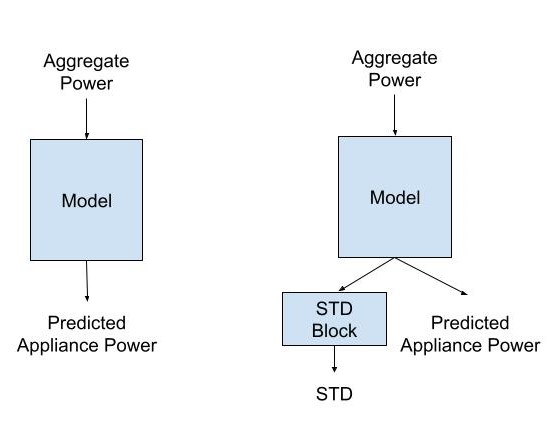 Aggregate
Power
Model
Predicted
Appliance Power
Aggregate
Power
Model
STD
Block
STD
Predicted
Appliance Power